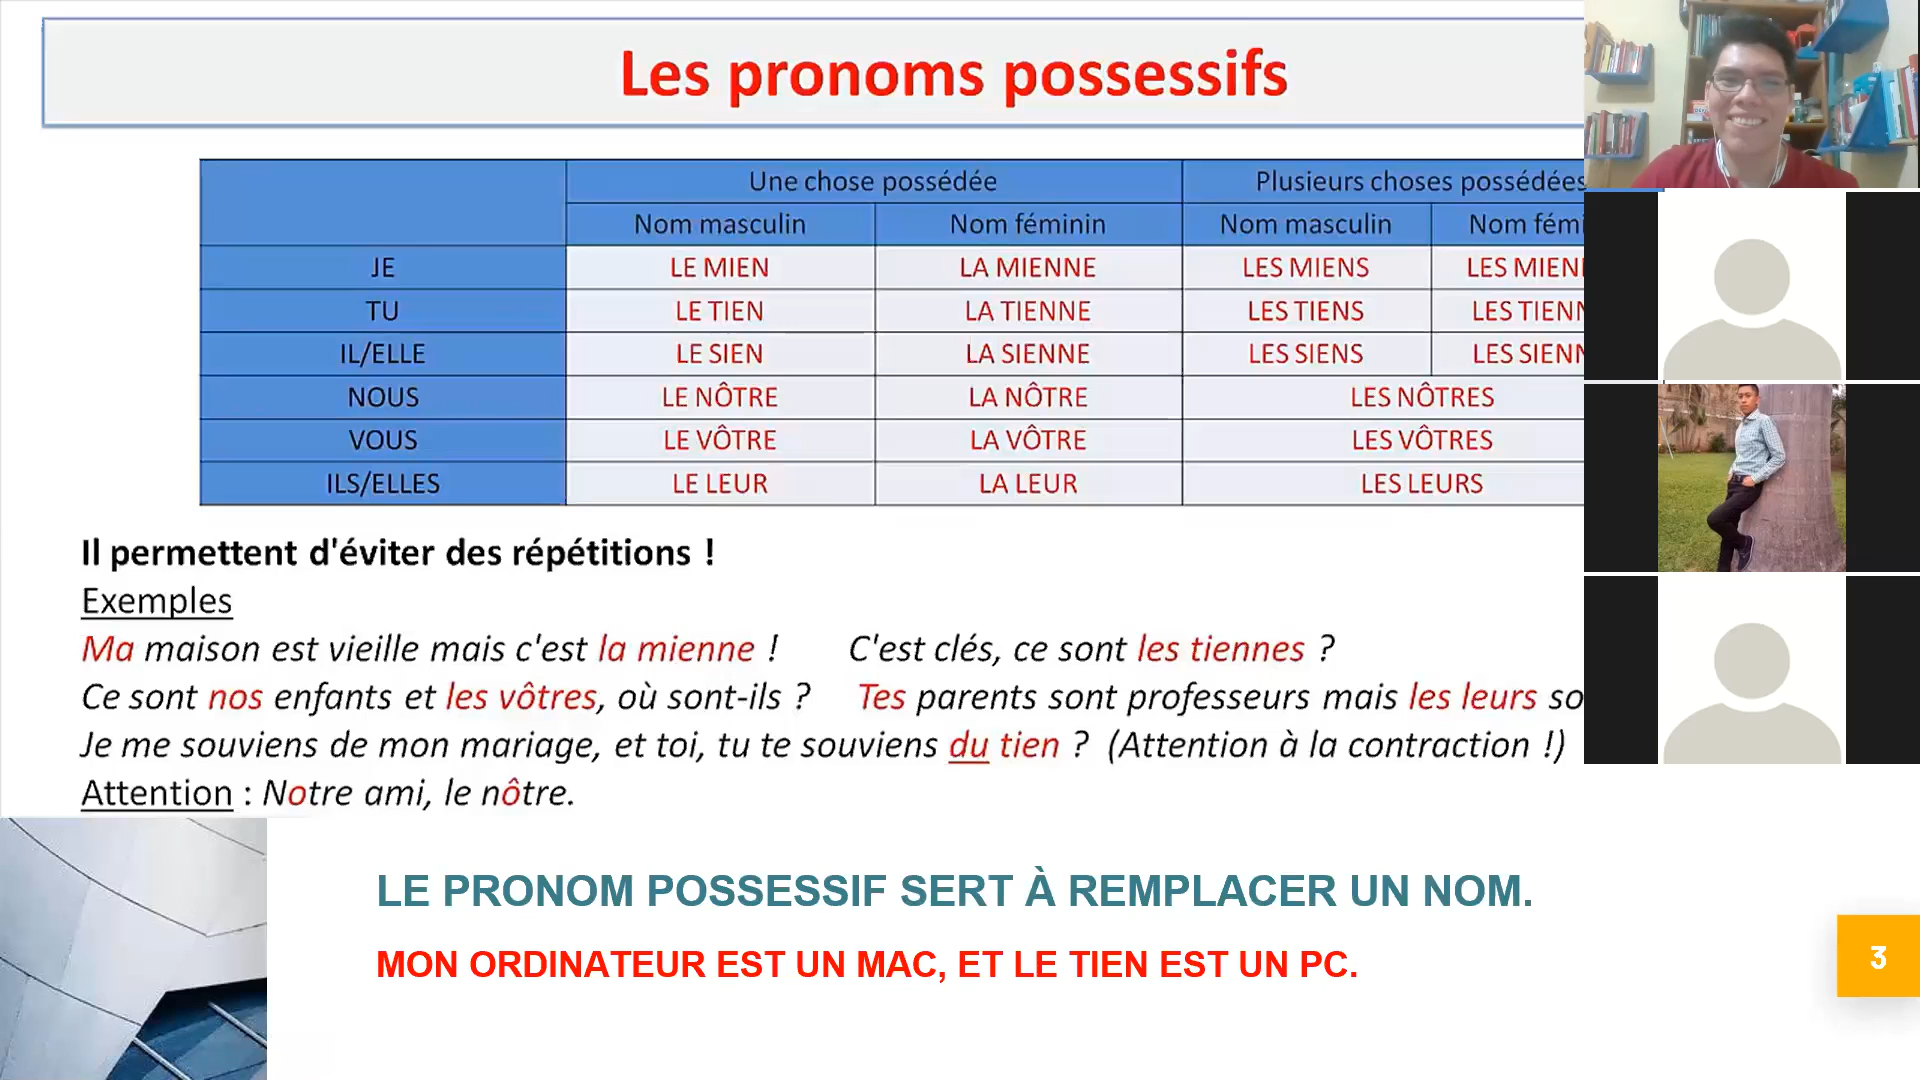 Les pronoms possessifs
Une chose possédée Plusieurs choses possédées
Nom masculin Nom féminin Nom masculin Nom
JE LE MIEN LA MIENNE LES MIENS LES
TU LE TIEN LA TIENNE LES TIENS LES
IL/ELLE LE SIEN LA SIENNE LES SIENS LES
NOUS LE NÔTRE LA NÔTRE LES NÔTRES
VOUS LE VÔTRE LA VÔTRE LES VÔTRES
ILS/ELLES LE LEUR LA LEUR LES LEURS
Il permettent d'éviter des répétitions !
Exemples
Ma maison est vieille mais c'est la mienne ! C'est clés, ce sont les tiennes ?
Ce sont nos enfants et les vôtres, où sont-ils ? Tes parents sont professeurs mais les leurs
Je me souviens de mon mariage, et toi, tu te souviens du tien ? (Attention à la contraction !)
Attention : Notre ami, le nôtre.
LE PRONOM POSSESSIF SERT À REMPLACER UN NOM.
MON ORDINATEUR EST UN MAC, ET LE TIEN EST UN PC.
3